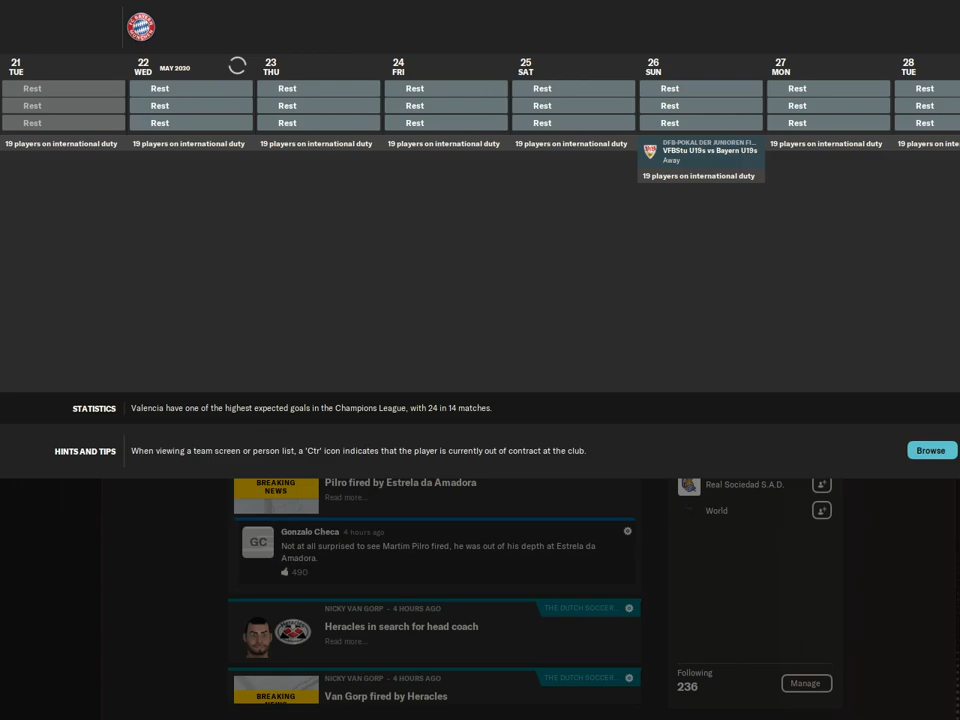 21
TUE
22
WED
MAY 2030
23
THU
24
FRI
25
SAT
26
SUN
27
MON
28
TUE
Rest Rest Rest Rest Rest Rest Rest Rest
Rest Rest Rest Rest Rest Rest Rest Rest
Rest Rest Rest Rest Rest Rest Rest Rest
19 players on international duty
19 players on international duty
19 players on international duty
19 players on international duty
19 players on international duty
DFB-POKAL DER JUNIOREN FI...
VFBStu U19s vs Bayern U19s
Away
19 players on international duty
19 players on international duty
19 players on inte
STATISTICS
Valencia have one of the highest expected goals in the Champions League, with 24 in 14 matches.
HINTS AND TIPS
When viewing a team screen or person list, a 'Ctr' icon indicates that the player is currently out of contract at the club.
Browse
BREAKING
NEWS
Pilro fired by Estrela da Amadora
Read more...
GC
Gonzalo Checa 4 hours ago
Not at all surprised to see Martim Pilro fired, he was out of his depth at Estrela da
Amadora.
490
NICKY VAN GORP - 4 HOURS AGO
THE DUTCH SOCCER...
Heracles in search for head coach
Read more...
NICKY VAN GORP - 4 HOURS AGO
THE DUTCH SOCCER...
BREAKING
Van Gorp fired by Heracles
Real Sociedad S.A.D.
World
Following
236
Manage